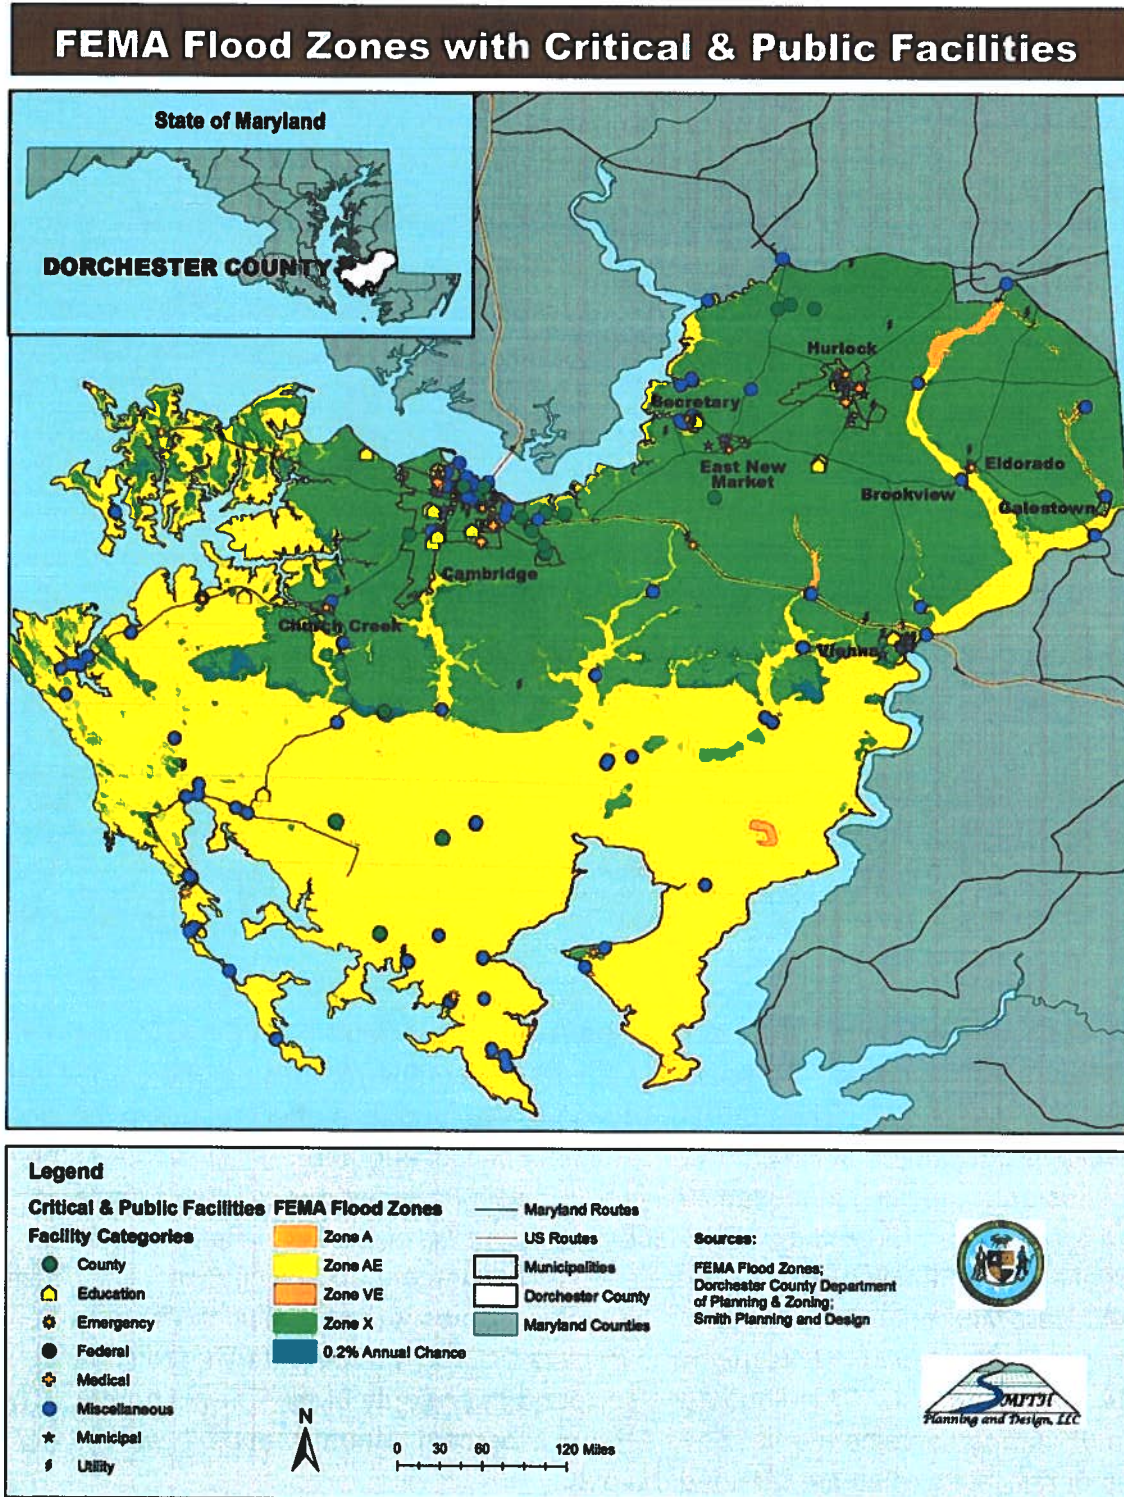 FEMA Flood Zones with Critical & Public Facilities
State of Maryland
DORCHESTER COUNTY
Hurlock
Secretary
East New
Market
Eldorado
Brookview
Galestown
Cambridge
Church Creek
Vienna
Legend
Critical & Public Facilities
Facility Categories
County
Education
Emergency
Federal
Medical
Miscellaneous
Municipal
Utility
FEMA Flood Zones
Zone A
Zone AE
Zone VE
Zone X
0.2% Annual Chance
Maryland Routes
US Routes
Municipalities
Dorchester County
Maryland Counties
N
0 30 60 120 Miles
Sources:
FEMA Flood Zones;
Dorchester County Department
of Planning & Zoning;
Smith Planning and Design
SMITH
Planning and Design, LLC